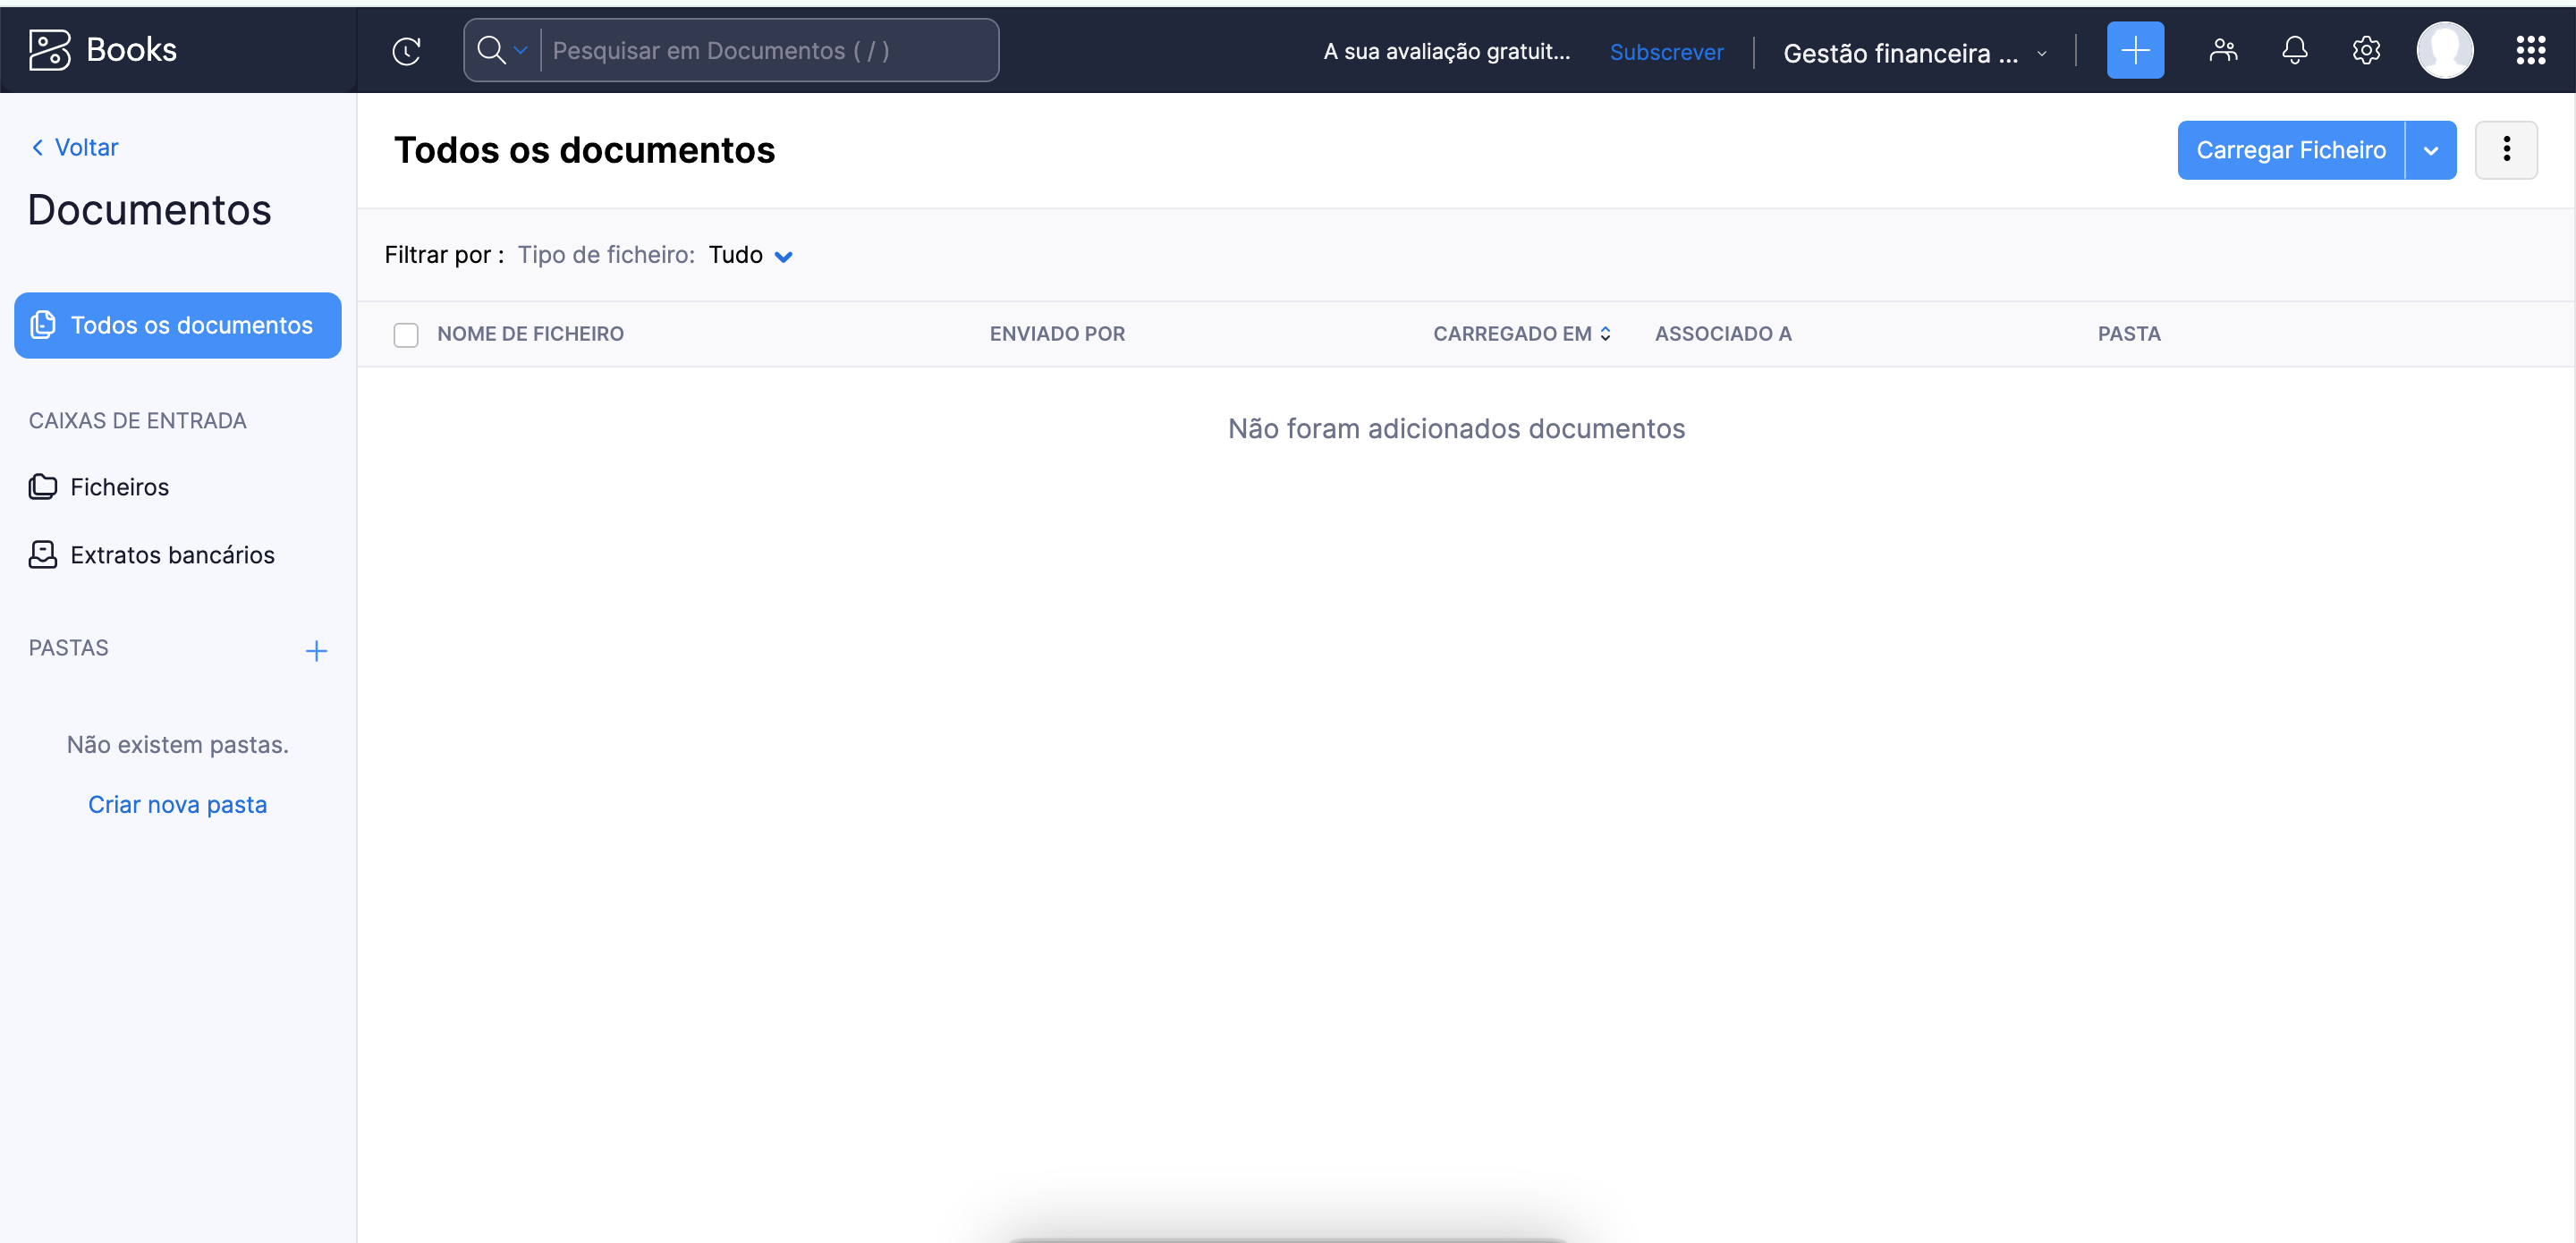 Books
Pesquisar em Documentos ( / )
A sua avaliação gratuit...
Subscrever
Gestão financeira ...
Voltar
Documentos
Todos os documentos
CAIXAS DE ENTRADA
Ficheiros
Extratos bancários
PASTAS
Não existem pastas.
Criar nova pasta
Todos os documentos
Carregar Ficheiro
Filtrar por : Tipo de ficheiro: Tudo
NOME DE FICHEIRO ENVIADO POR CARREGADO EM ASSOCIADO A PASTA
Não foram adicionados documentos